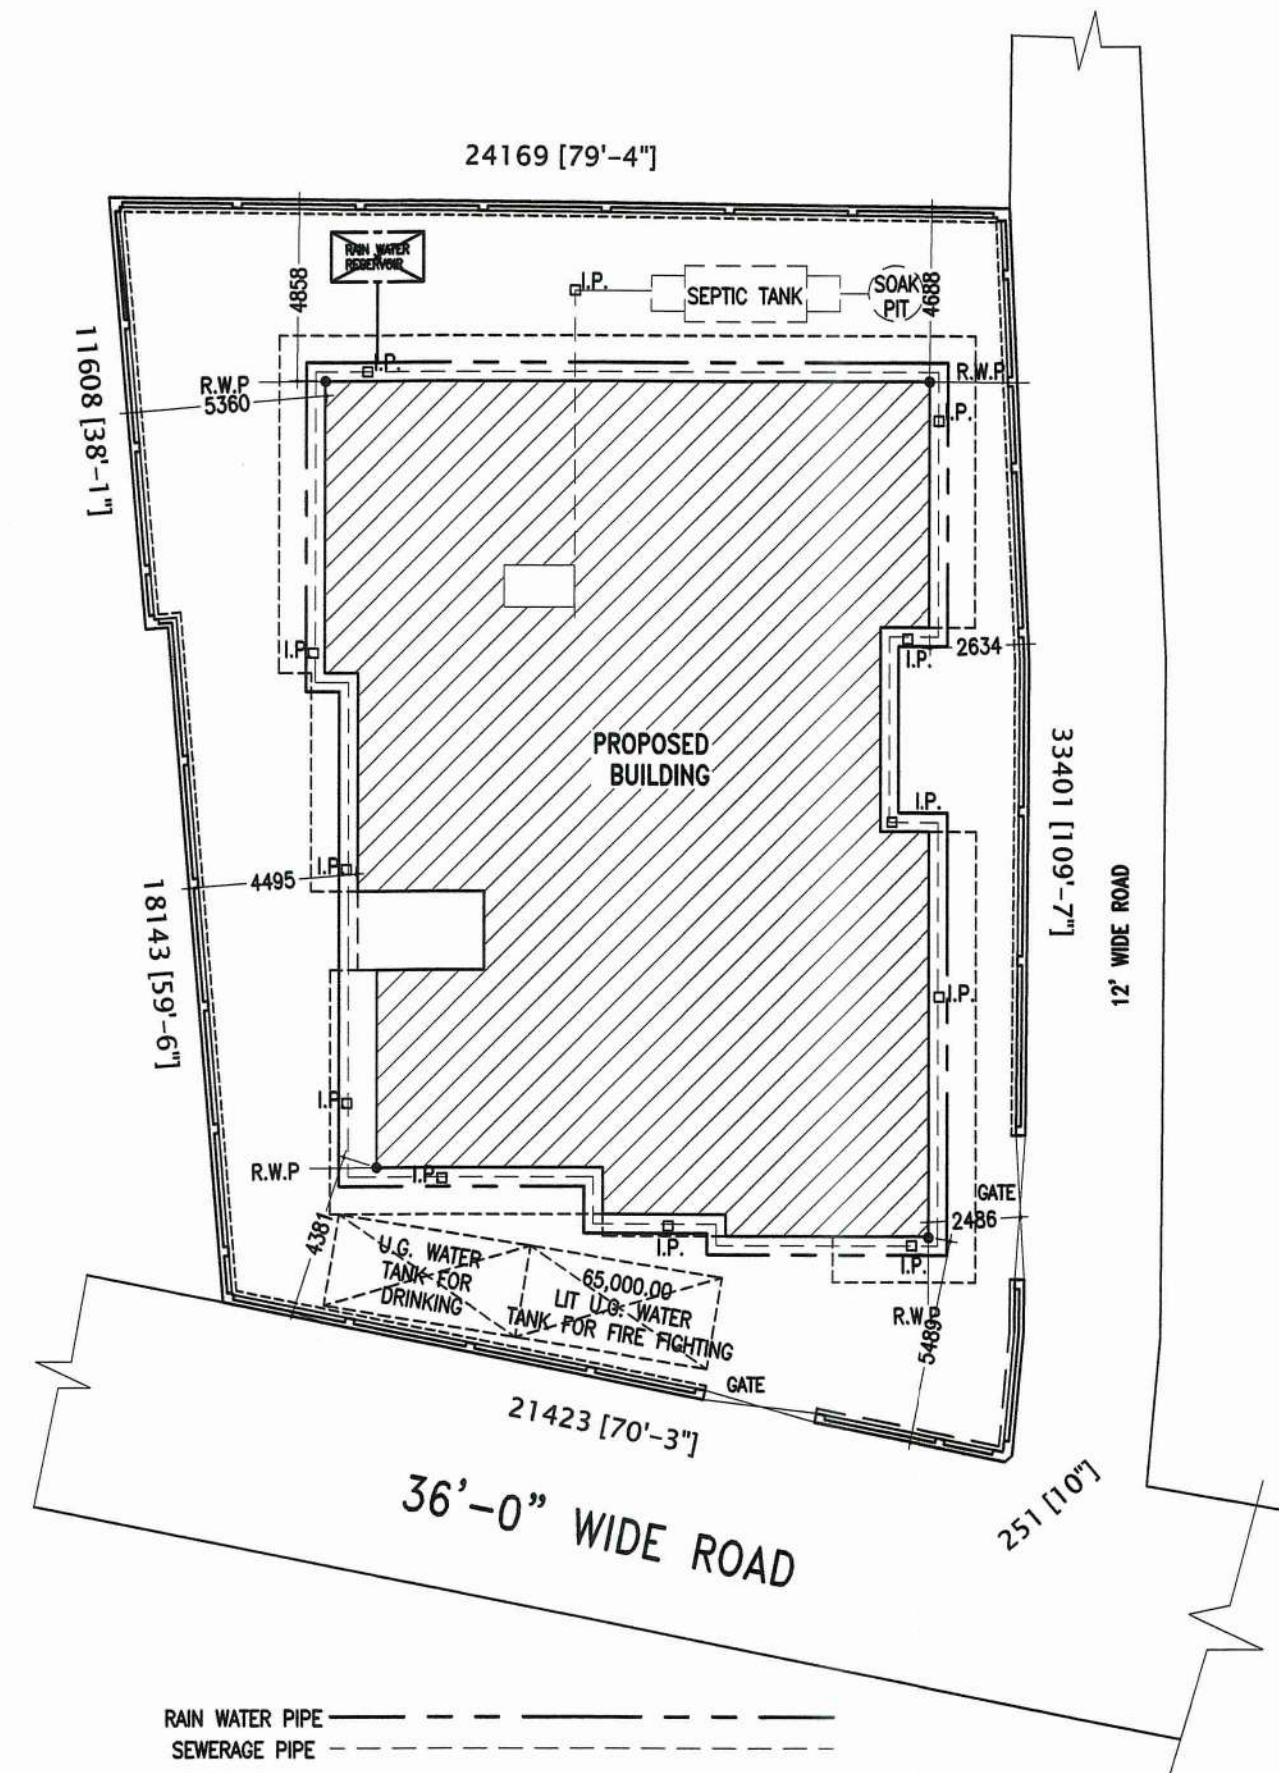 24169 [79'-4"]
RAIN WATER
RESERVOIR
I.P.
SEPTIC TANK
SOAK
PIT
4858
4688
11608 [38'-1"]
R.W.P
5360
I.P.
R.W.P
I.P.
I.P.
I.P.
2634
PROPOSED
BUILDING
33401 [109'-7"]
I.P.
I.P.
4495
12' WIDE ROAD
18143 [59'-6"]
I.P.
I.P.
R.W.P
I.P.
GATE
2486
4381
U.G. WATER
TANK FOR
DRINKING
I.P.
I.P.
65,000.00
LIT U.G. WATER
TANK FOR FIRE FIGHTING
R.W.P
5489
GATE
21423 [70'-3"]
36'-0" WIDE ROAD
251 [10"]
RAIN WATER PIPE
SEWERAGE PIPE